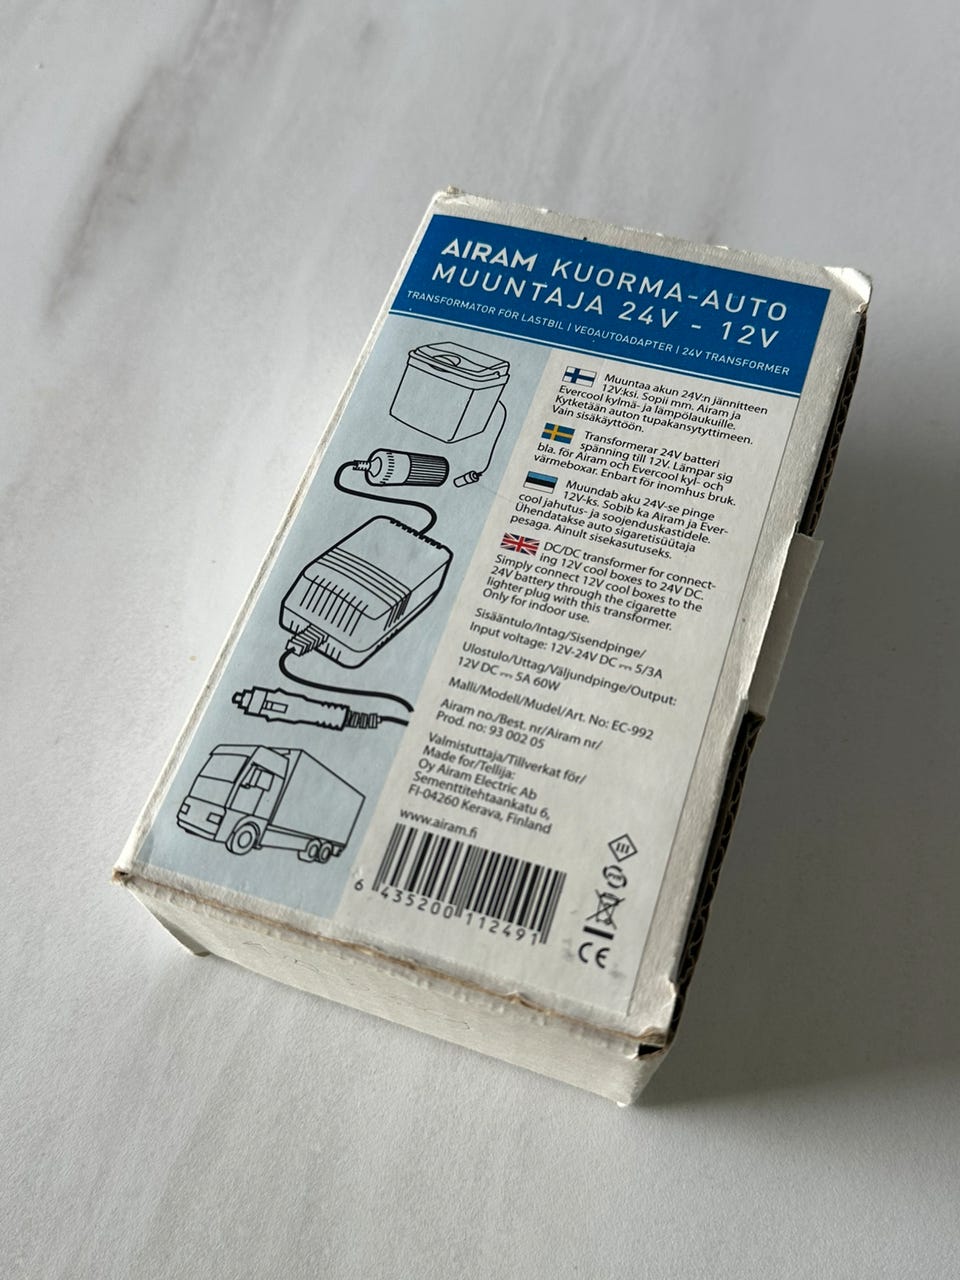 AIRAM KUORMA-AUTO
MUUNTAJA 24V - 12V
TRANSFORMATOR FÖR LASTBIL | VEOAUTOADAPTER | 24V TRANSFORMER
Muuntaa akun 24V:n jännitteen
12V:ksi. Sopii mm. Airam ja
Evercool kylmä- ja lämpölaukuille.
Kytketään auton tupakansytyttimeen.
Vain sisäkäyttöön.
Transformerar 24V batteri
spänning till 12V. Lämpar sig
bla. för Airam och Evercool kyl- och
värmeboxar. Enbart för inomhus bruk.
Muundab aku 24V-se pinge
12V-ks. Sobib ka Airam ja Ever-
cool jahutus- ja soojenduskastidele.
Ühendatakse auto sigaretisüütaja
pesaga. Ainult sisekasutuseks.
DC/DC transformer for connect-
ing 12V cool boxes to 24V DC.
Simply connect 12V cool boxes to the
24V battery through the cigarette
lighter plug with this transformer.
Only for indoor use.
Sisääntulo/Intag/Sisendpinge/
Input voltage: 12V-24V DC ⎓ 5/3A
Ulostulo/Uttag/Väljundpinge/Output:
12V DC ⎓ 5A 60W
Malli/Modell/Mudel/Art. No: EC-992
Airam no./Best. nr/Airam nr/
Prod. no: 93 002 05
Valmistuttaja/Tillverkat för/
Made for/Tellija:
Oy Airam Electric Ab
Sementtitehtaankatu 6,
FI-04260 Kerava, Finland
www.airam.fi
6 435200 112491
III
CE